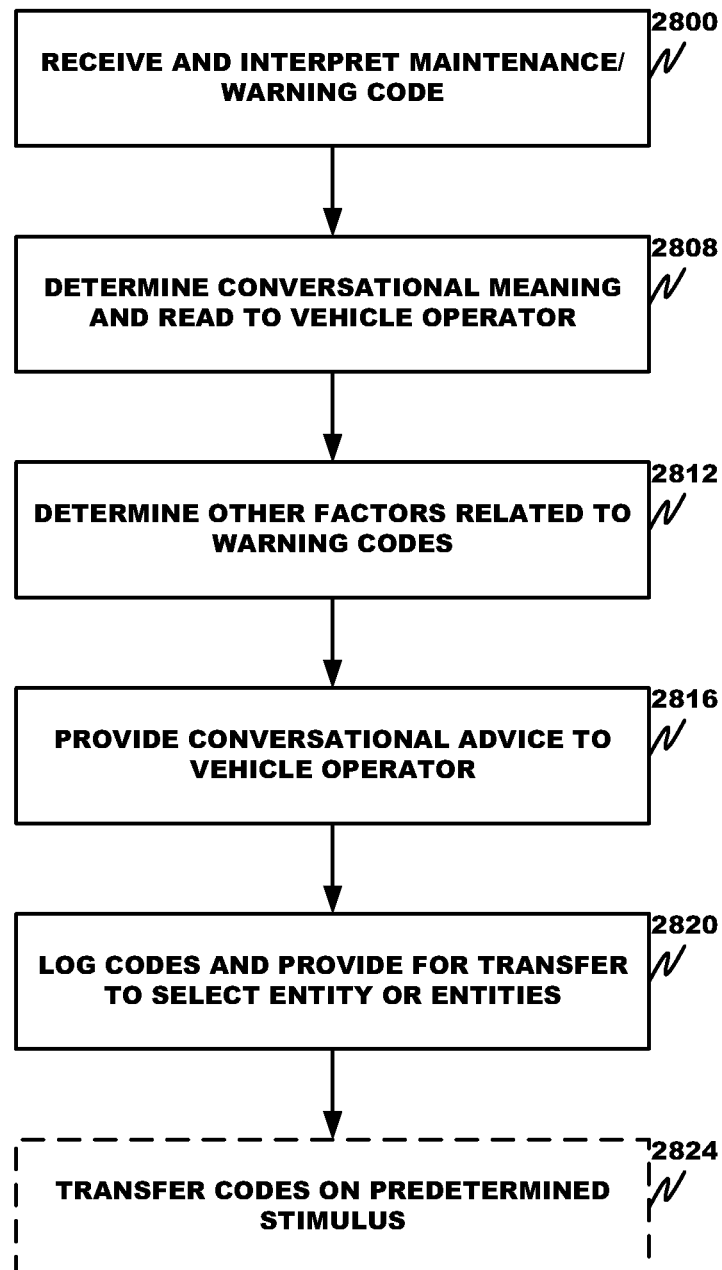 2800
RECEIVE AND INTERPRET MAINTENANCE/
WARNING CODE
2808
DETERMINE CONVERSATIONAL MEANING
AND READ TO VEHICLE OPERATOR
2812
DETERMINE OTHER FACTORS RELATED TO
WARNING CODES
2816
PROVIDE CONVERSATIONAL ADVICE TO
VEHICLE OPERATOR
2820
LOG CODES AND PROVIDE FOR TRANSFER
TO SELECT ENTITY OR ENTITIES
2824
TRANSFER CODES ON PREDETERMINED
STIMULUS